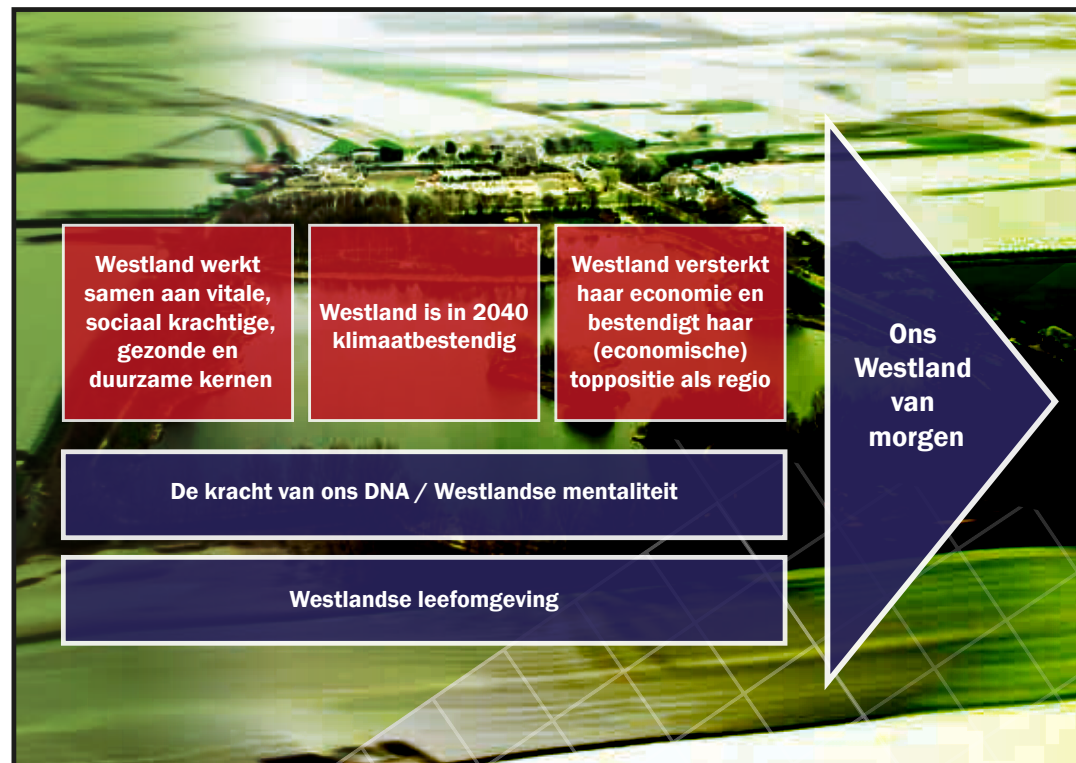 Westland werkt
samen aan vitale,
sociaal krachtige,
gezonde en
duurzame kernen
Westland is in 2040
klimaatbestendig
Westland versterkt
haar economie en
bestendigt haar
(economische)
toppositie als regio
Ons
Westland
van
morgen
De kracht van ons DNA / Westlandse mentaliteit
Westlandse leefomgeving